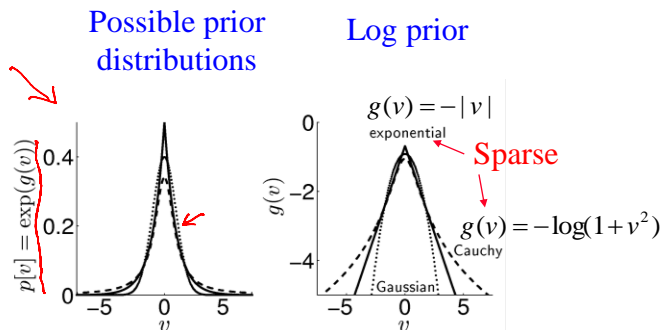 Possible prior
distributions
Log prior
p[v] = exp(g(v))
0.4
0.2
0
−5
0
5
v
g(v) = −| v |
exponential
Sparse
g(v) = −log(1+ v²)
Cauchy
Gaussian
g(v)
0
−2
−4
−5
0
5
v